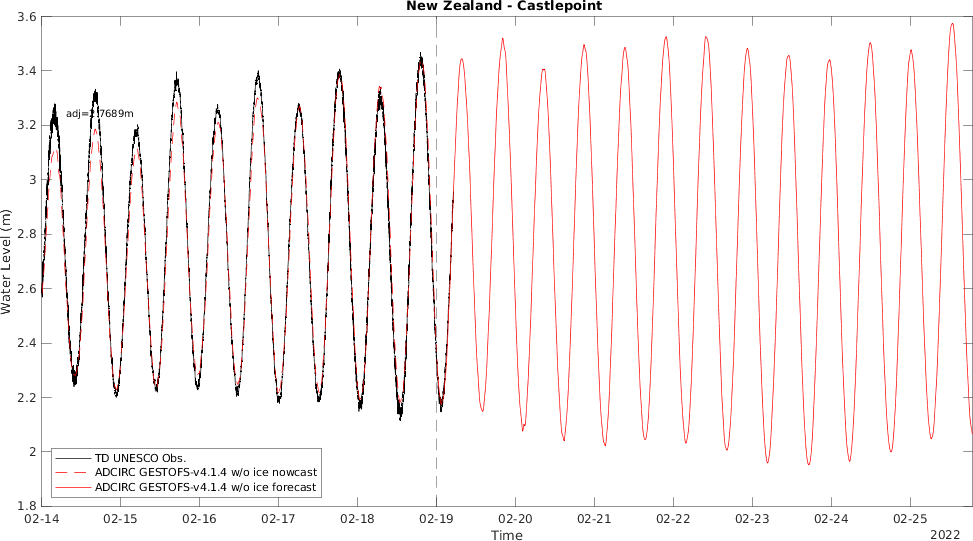 New Zealand - Castlepoint
3.6
3.4
3.2
3
2.8
2.6
2.4
2.2
2
1.8
Water Level (m)
adj=2.7689m
TD UNESCO Obs.
ADCIRC GESTOFS-v4.1.4 w/o ice nowcast
ADCIRC GESTOFS-v4.1.4 w/o ice forecast
02-14 02-15 02-16 02-17 02-18 02-19 02-20 02-21 02-22 02-23 02-24 02-25
Time
2022